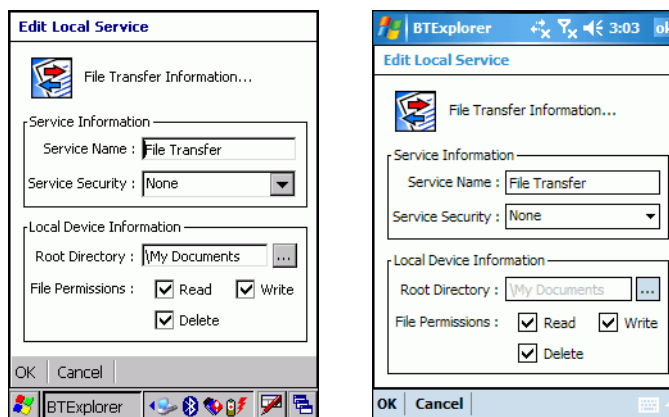 Edit Local Service
File Transfer Information...
Service Information
Service Name : File Transfer
Service Security : None
Local Device Information
Root Directory : \My Documents ...
File Permissions : Read Write
Delete
OK Cancel
BTExplorer
BTExplorer 3:03 ok
Edit Local Service
File Transfer Information...
Service Information
Service Name : File Transfer
Service Security : None
Local Device Information
Root Directory : \My Documents ...
File Permissions : Read Write
Delete
OK Cancel